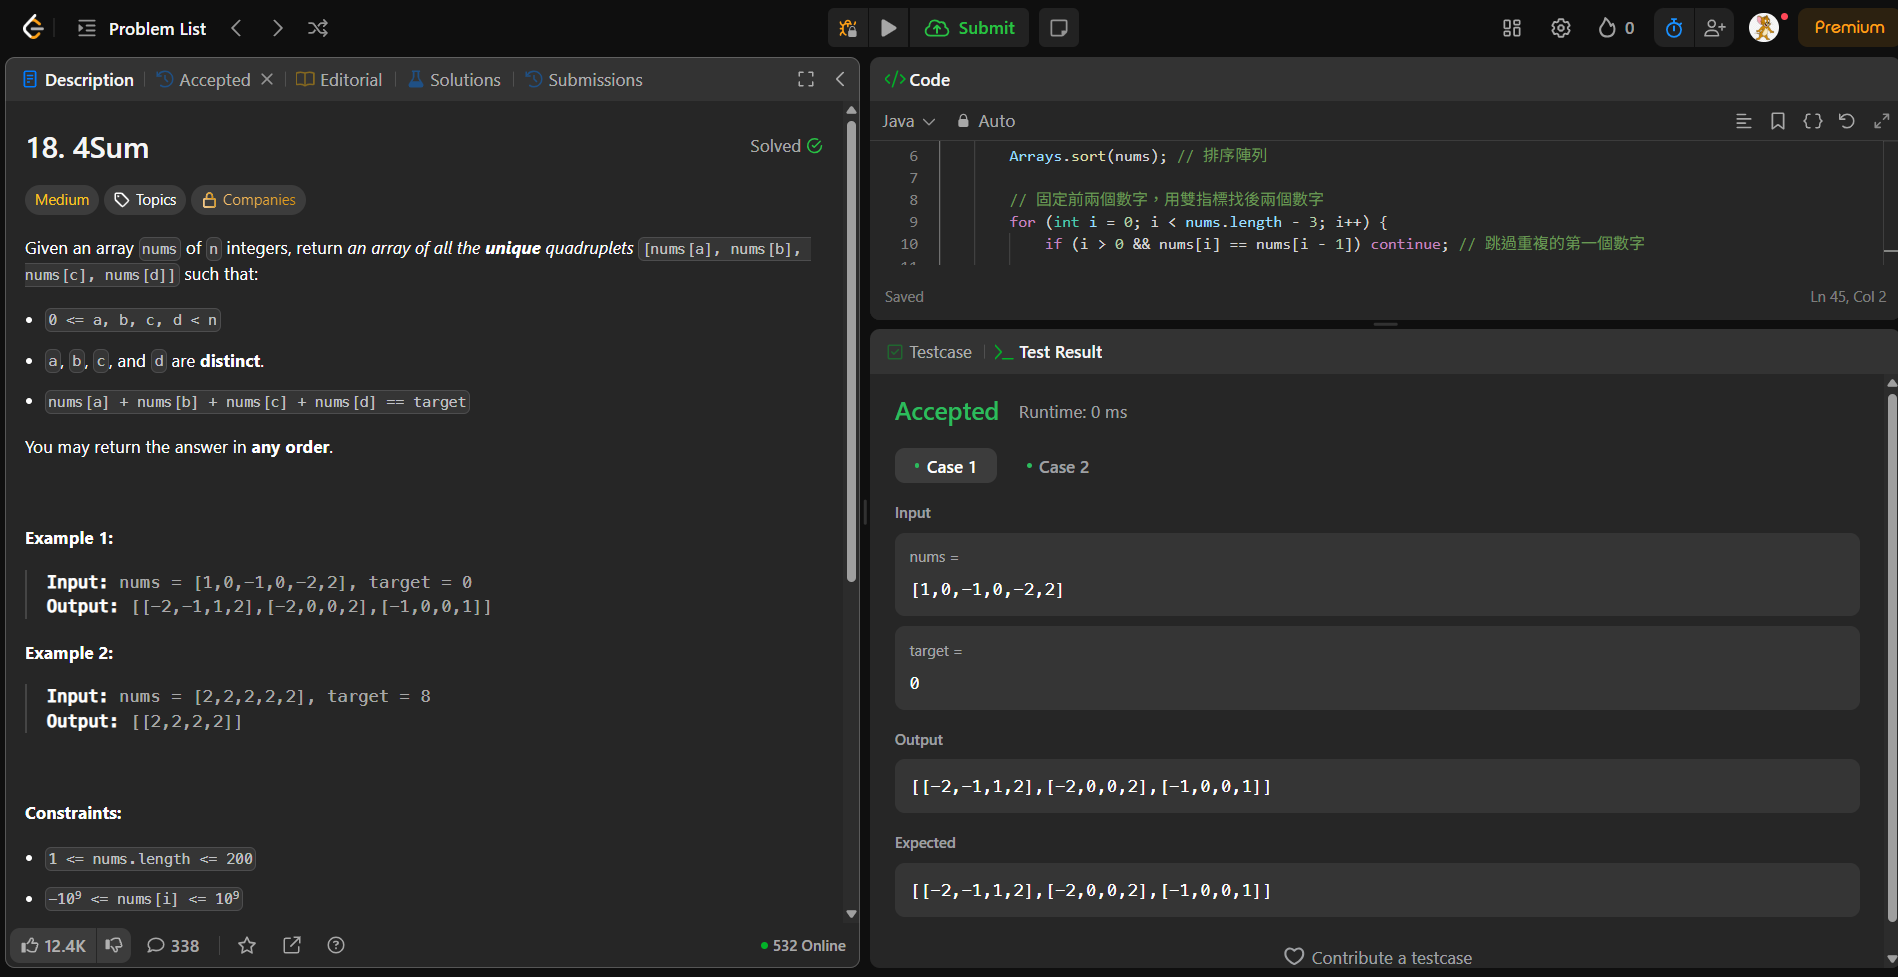 Problem List
Submit
0
Premium
Description
Accepted
Editorial
Solutions
Submissions
18. 4Sum
Solved
Medium
Topics
Companies
Given an array nums of n integers, return an array of all the unique quadruplets [nums[a], nums[b],
nums[c], nums[d]] such that:
• 0 <= a, b, c, d < n
• a, b, c, and d are distinct.
• nums[a] + nums[b] + nums[c] + nums[d] == target
You may return the answer in any order.
Example 1:
Input: nums = [1,0,-1,0,-2,2], target = 0
Output: [[-2,-1,1,2],[-2,0,0,2],[-1,0,0,1]]
Example 2:
Input: nums = [2,2,2,2,2], target = 8
Output: [[2,2,2,2]]
Constraints:
• 1 <= nums.length <= 200
• -10⁹ <= nums[i] <= 10⁹
12.4K
338
532 Online
</> Code
Java
Auto
6 Arrays.sort(nums); // 排序陣列
7
8 // 固定前兩個數字，用雙指標找後兩個數字
9 for (int i = 0; i < nums.length - 3; i++) {
10 if (i > 0 && nums[i] == nums[i - 1]) continue; // 跳過重複的第一個數字
Saved
Ln 45, Col 2
Testcase
Test Result
Accepted
Runtime: 0 ms
• Case 1
• Case 2
Input
nums =
[1,0,-1,0,-2,2]
target =
0
Output
[[-2,-1,1,2],[-2,0,0,2],[-1,0,0,1]]
Expected
[[-2,-1,1,2],[-2,0,0,2],[-1,0,0,1]]
Contribute a testcase